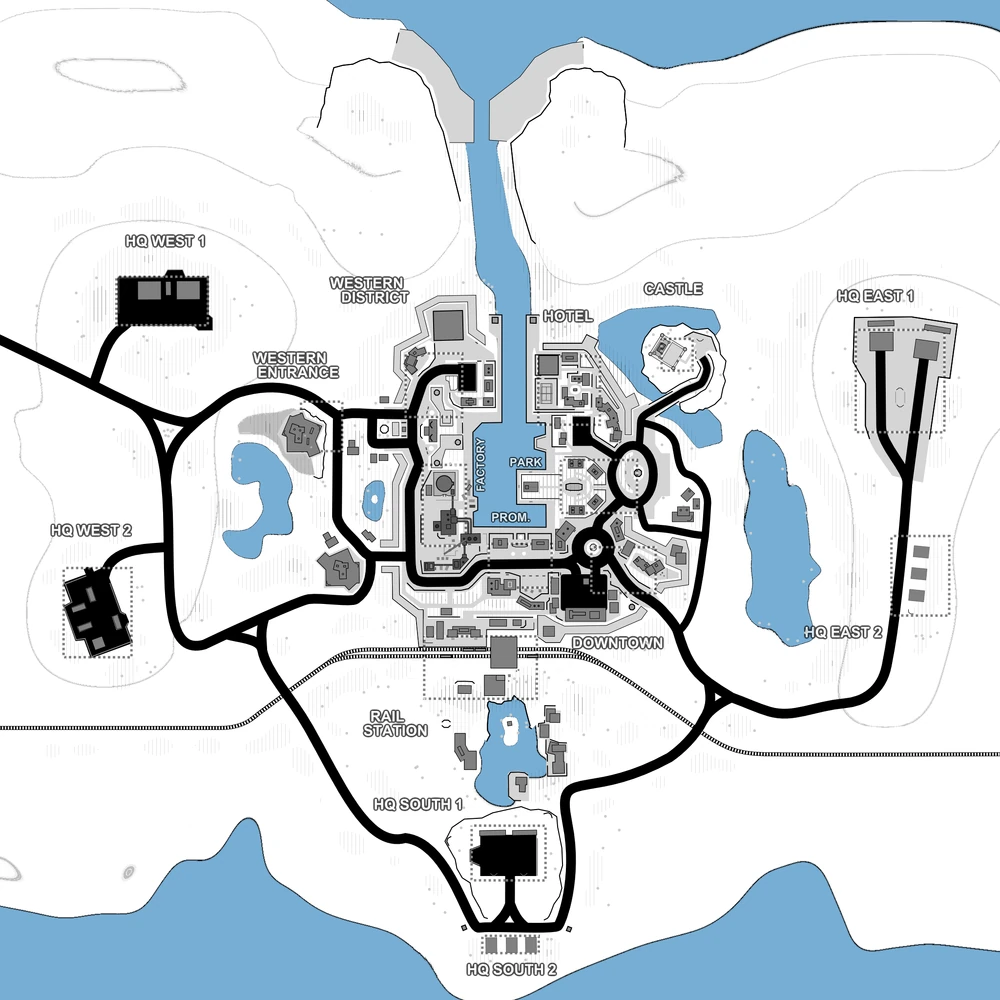 HQ WEST 1
WESTERN
DISTRICT
CASTLE
HQ EAST 1
HOTEL
WESTERN
ENTRANCE
FACTORY
PARK
PROM.
HQ WEST 2
HQ EAST 2
DOWNTOWN
RAIL
STATION
HQ SOUTH 1
HQ SOUTH 2